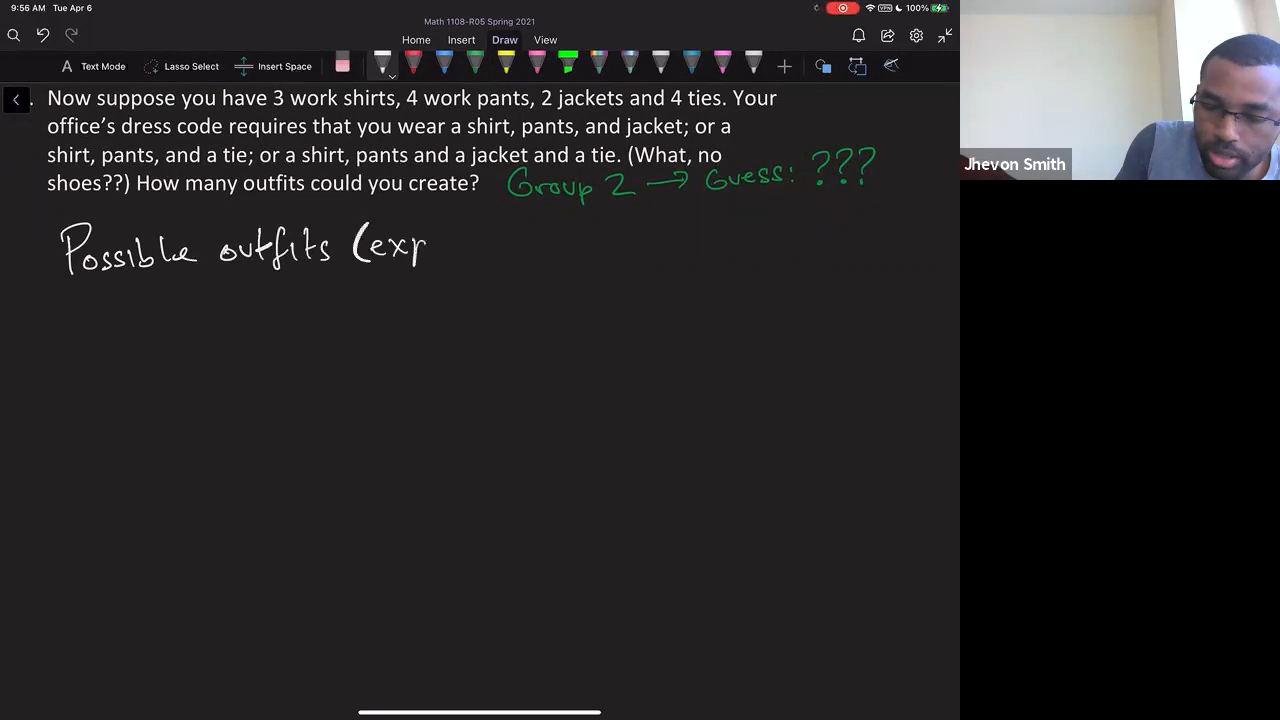 9:56 AM Tue Apr 6
VPN 100%
Math 1108-R05 Spring 2021
Home Insert Draw View
Text Mode Lasso Select Insert Space
. Now suppose you have 3 work shirts, 4 work pants, 2 jackets and 4 ties. Your
office’s dress code requires that you wear a shirt, pants, and jacket; or a
shirt, pants, and a tie; or a shirt, pants and a jacket and a tie. (What, no
shoes??) How many outfits could you create? Group 2 → Guess: ???
Jhevon Smith
Possible outfits (exp